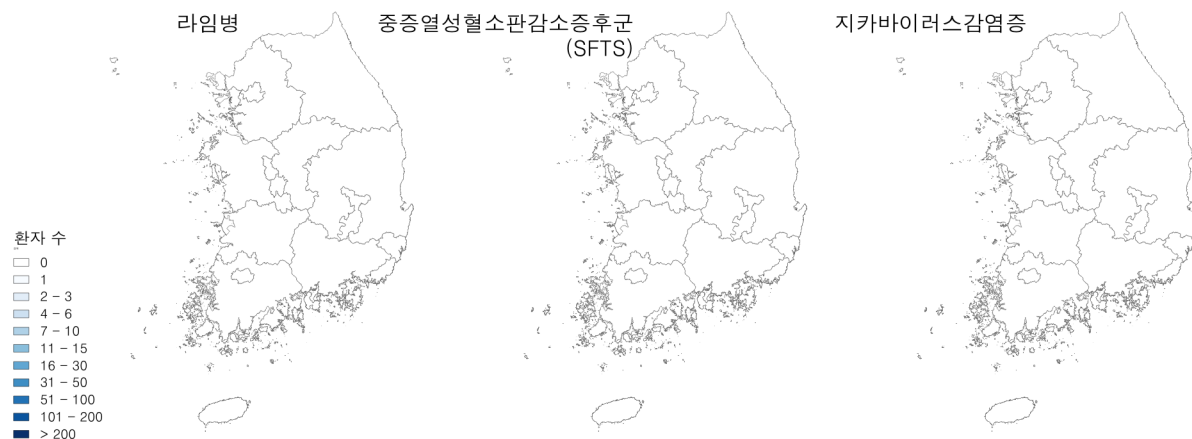 라임병
중증열성혈소판감소증후군
(SFTS)
지카바이러스감염증
환자 수
0
1
2 - 3
4 - 6
7 - 10
11 - 15
16 - 30
31 - 50
51 - 100
101 - 200
> 200